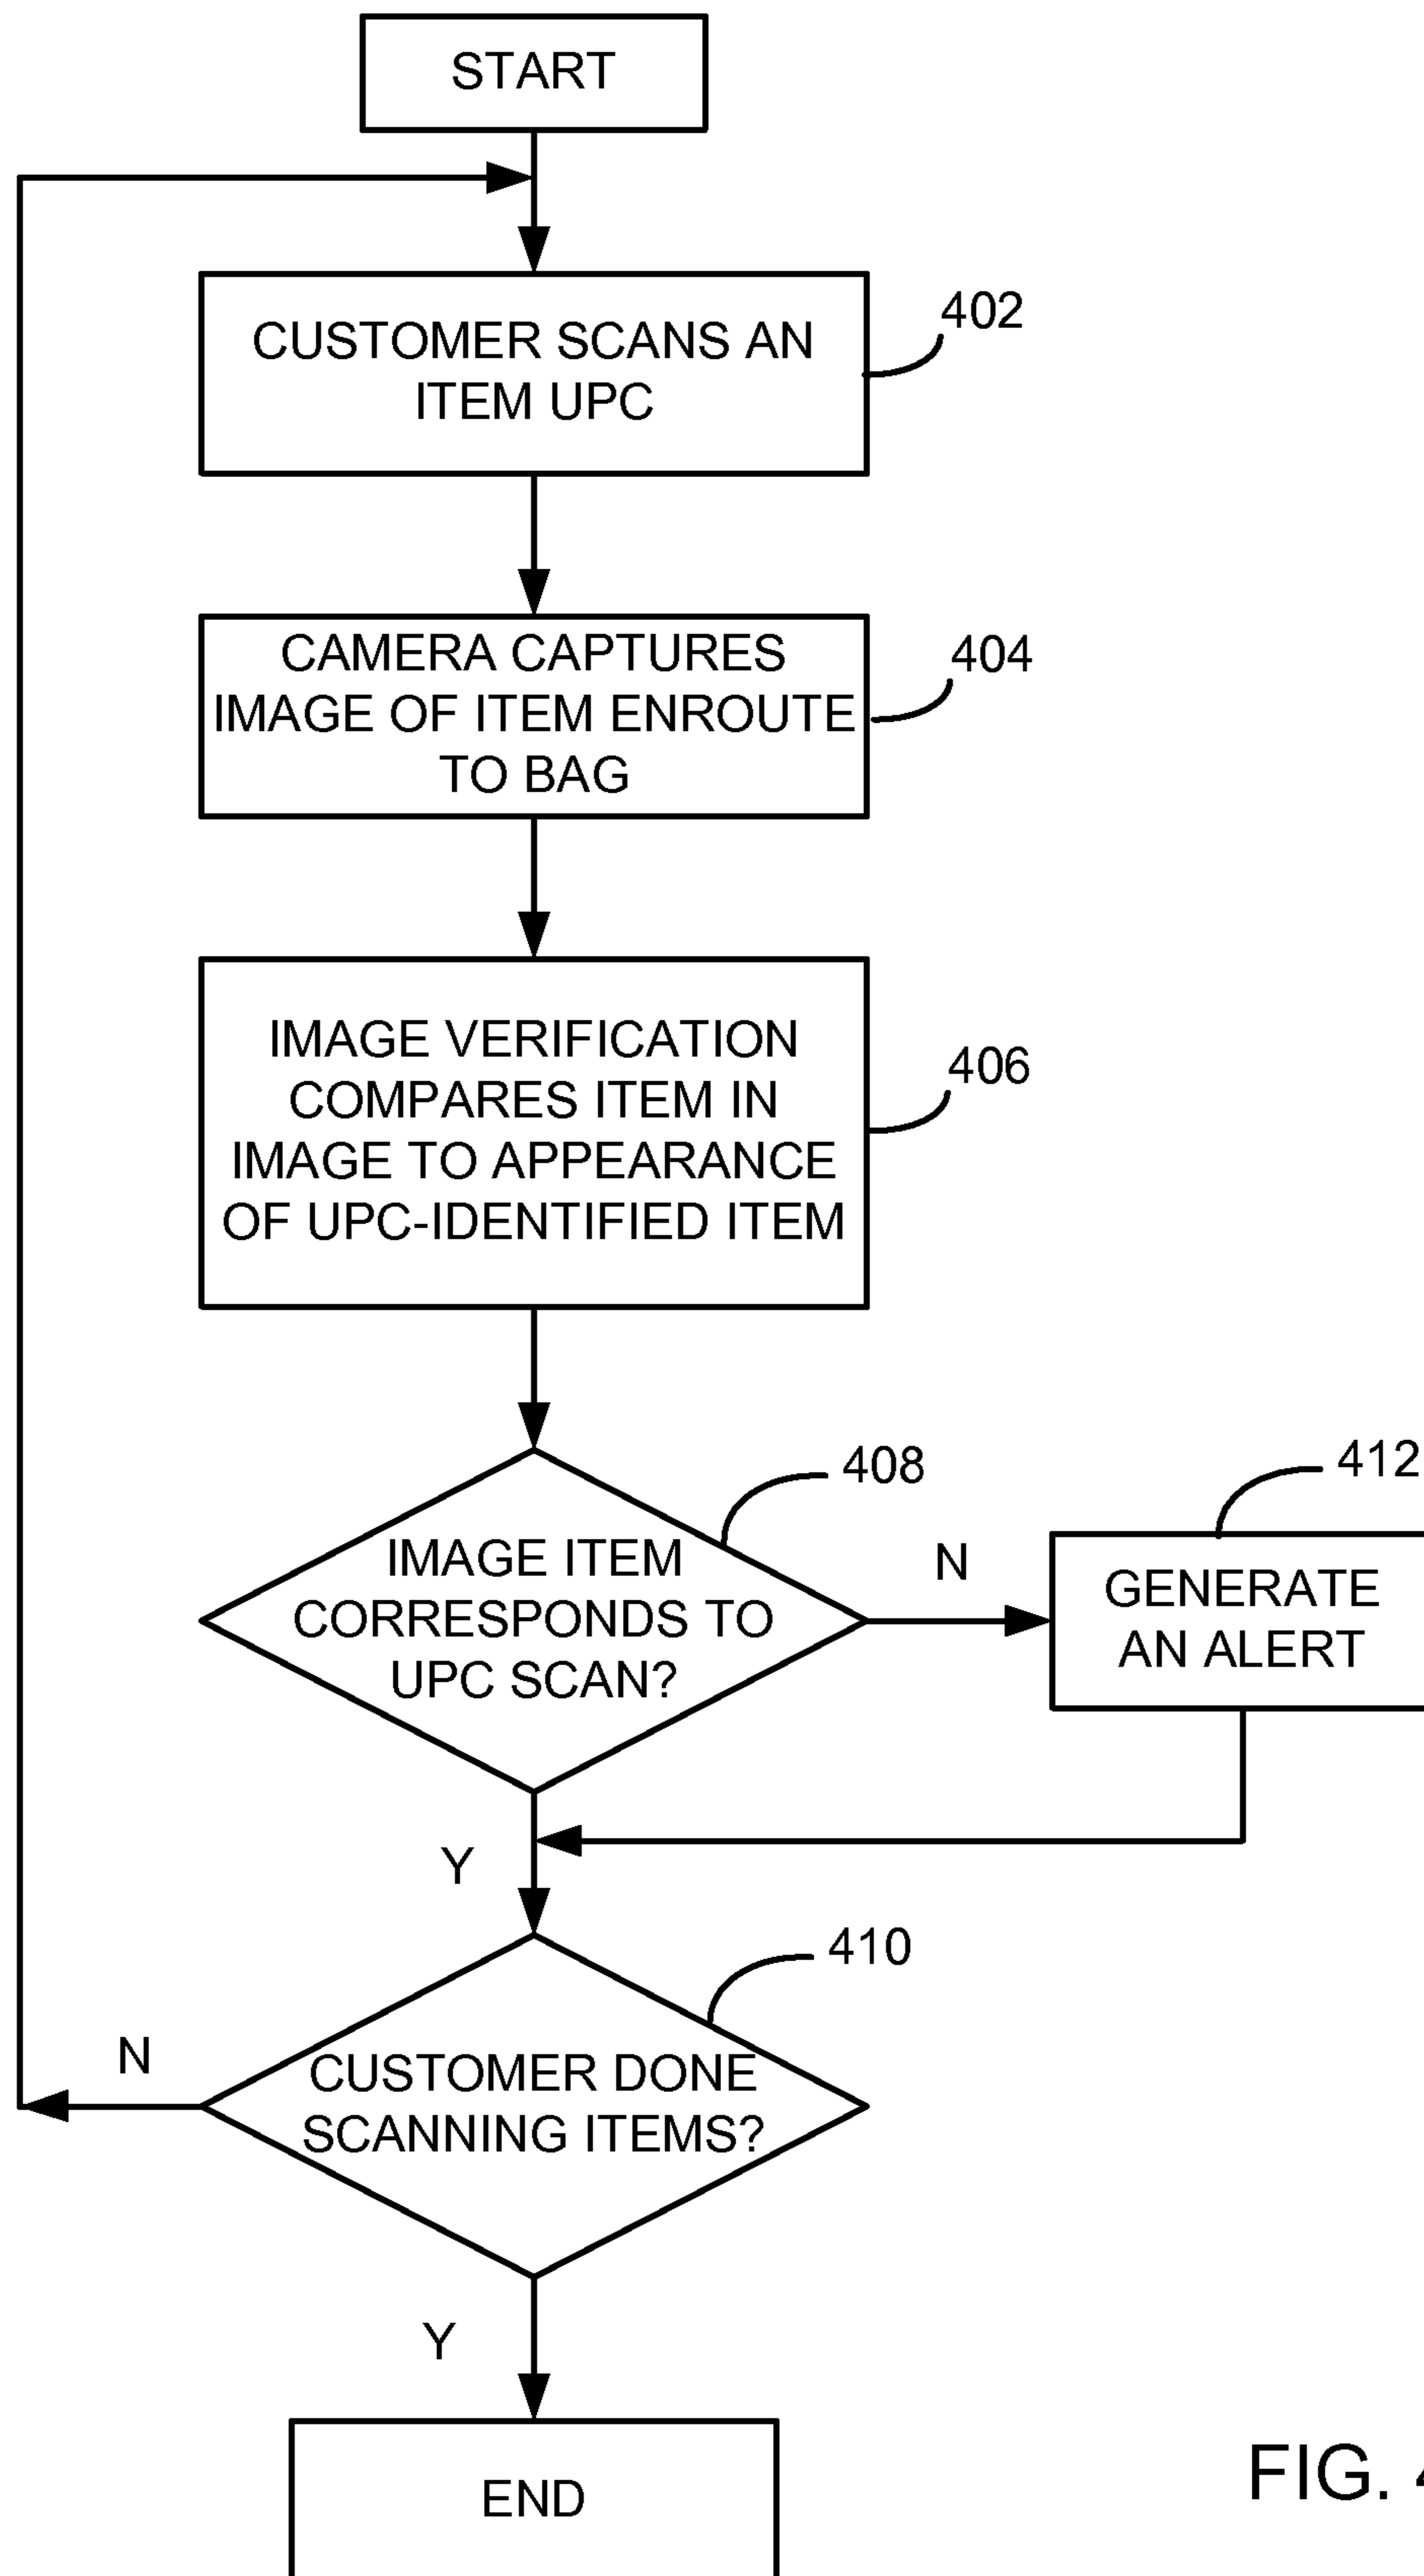 START
CUSTOMER SCANS AN
ITEM UPC
402
CAMERA CAPTURES
IMAGE OF ITEM ENROUTE
TO BAG
404
IMAGE VERIFICATION
COMPARES ITEM IN
IMAGE TO APPEARANCE
OF UPC-IDENTIFIED ITEM
406
408
IMAGE ITEM
CORRESPONDS TO
UPC SCAN?
N
412
GENERATE
AN ALERT
Y
410
CUSTOMER DONE
SCANNING ITEMS?
N
Y
END
FIG. 4